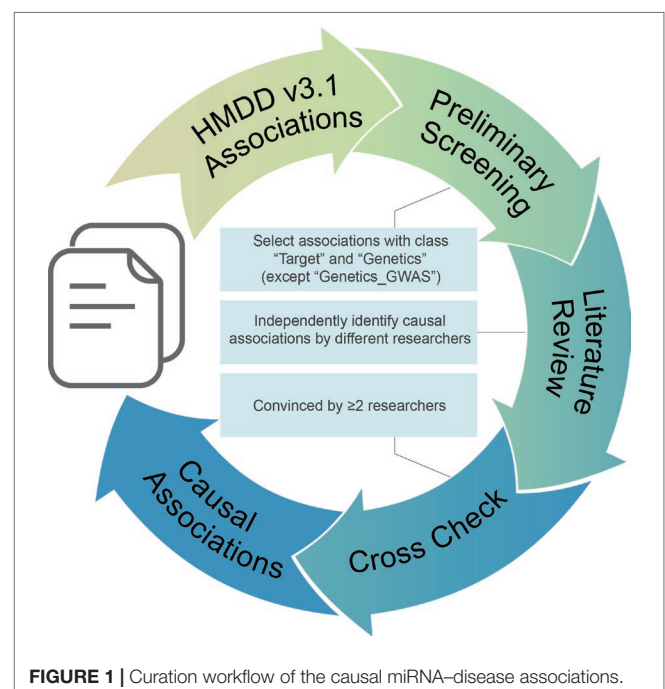 HMDD v3.1
Associations
Preliminary
Screening
Select associations with class
“Target” and “Genetics”
(except “Genetics_GWAS”)
Independently identify causal
associations by different researchers
Literature
Review
Convinced by ≥2 researchers
Cross Check
Causal
Associations
FIGURE 1 | Curation workflow of the causal miRNA–disease associations.